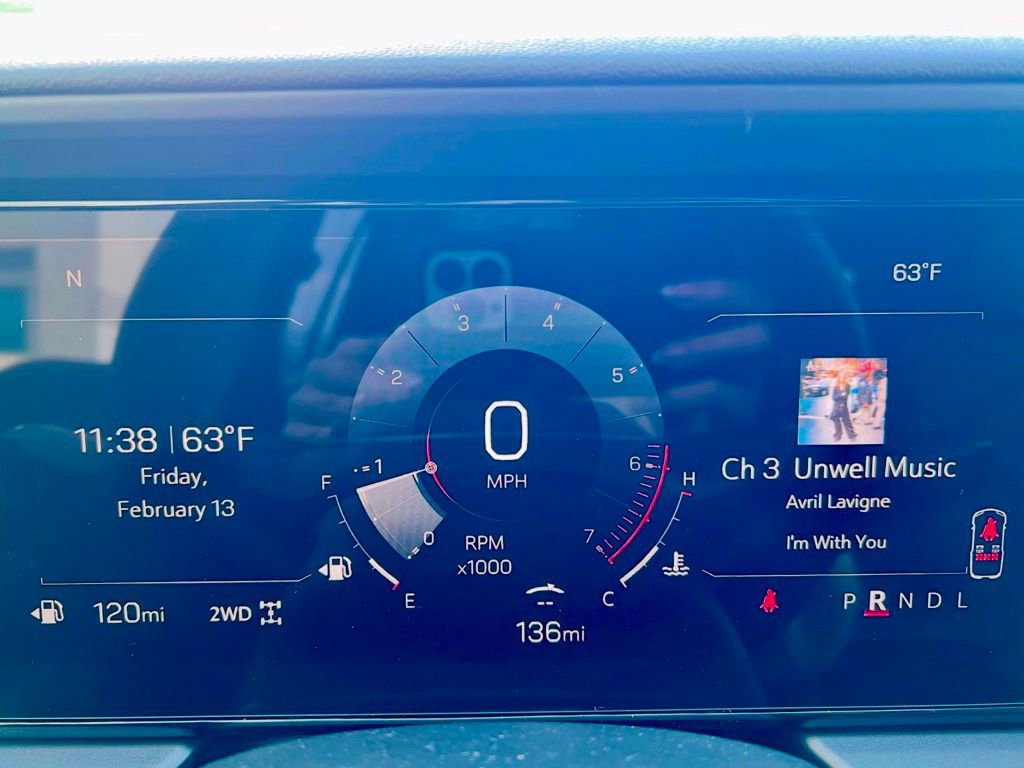 N
63°F
11:38 | 63°F
Friday,
February 13
120mi
2WD
F
E
0
1
2
3
4
5
6
7
0
MPH
RPM
x1000
136mi
H
C
Ch 3 Unwell Music
Avril Lavigne
I'm With You
P R N D L